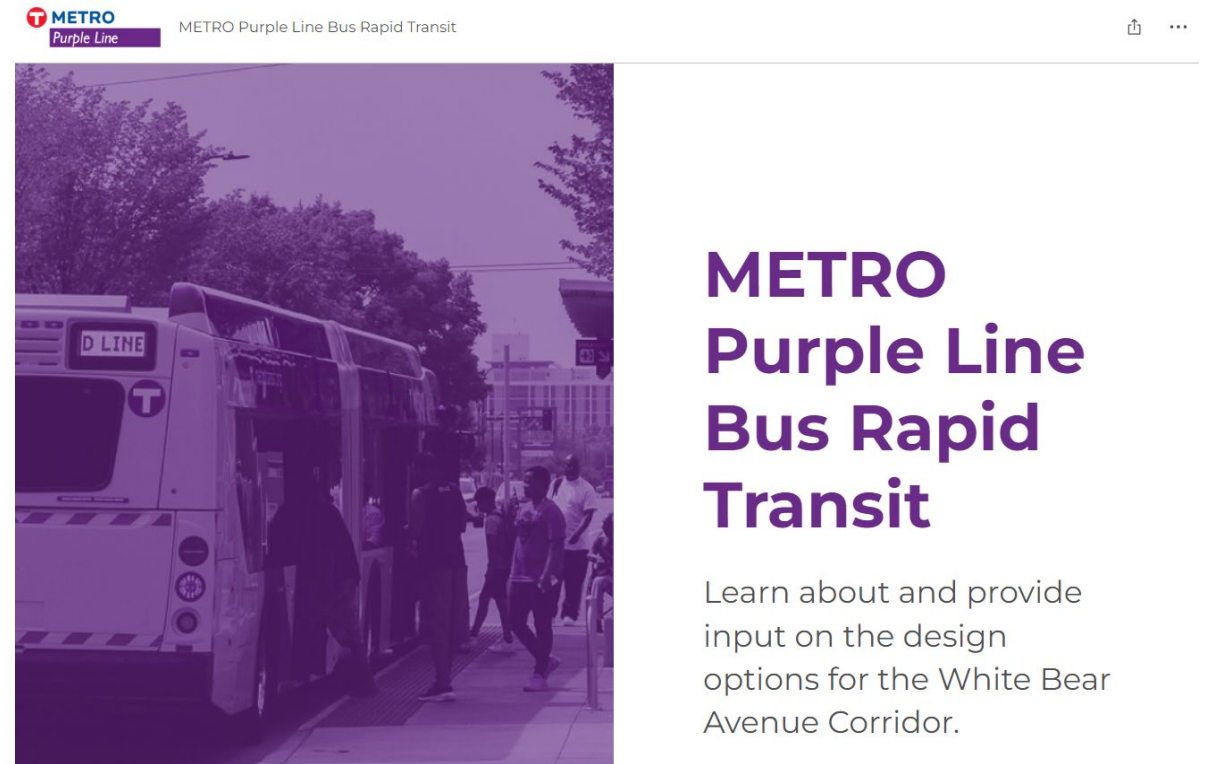 METRO
Purple Line
METRO Purple Line Bus Rapid Transit
D LINE
T
METRO
Purple Line
Bus Rapid
Transit
Learn about and provide
input on the design
options for the White Bear
Avenue Corridor.